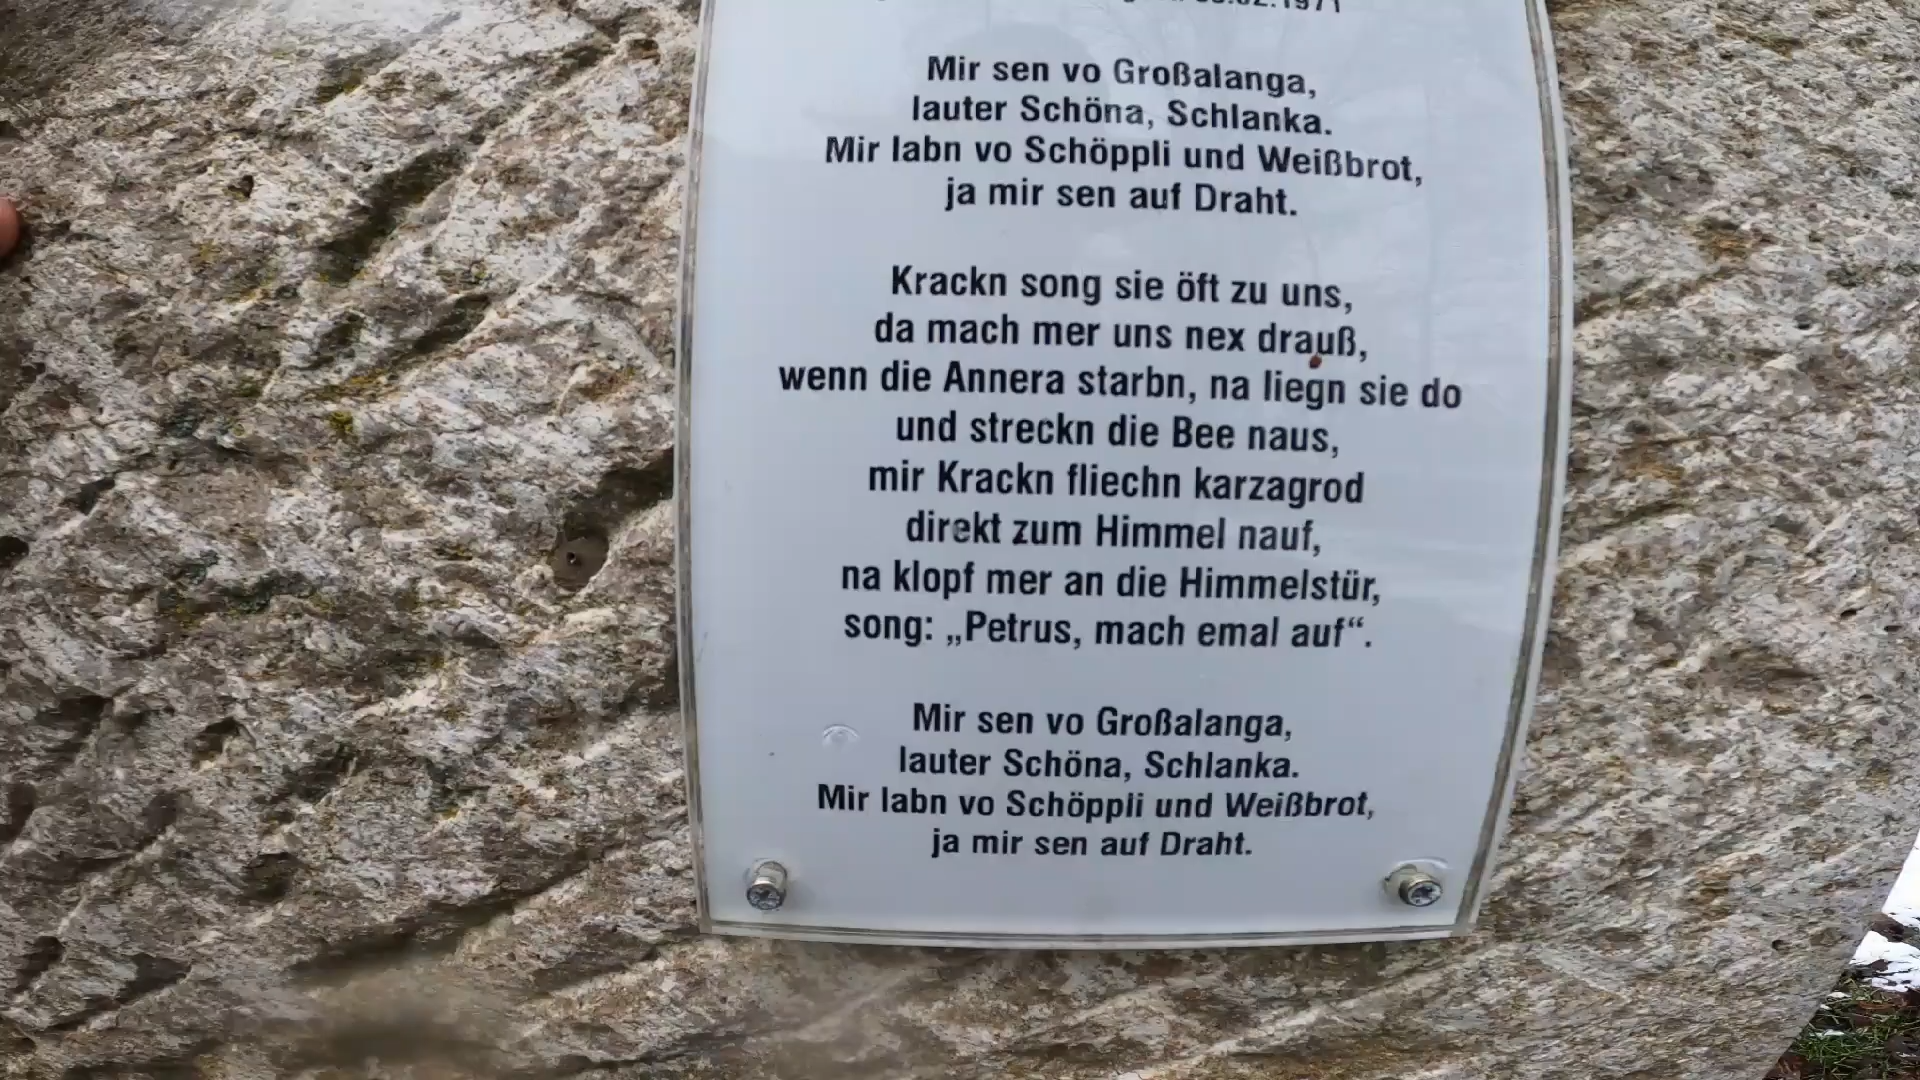 1971
Mir sen vo Großalanga,
lauter Schöna, Schlanka.
Mir labn vo Schöppli und Weißbrot,
ja mir sen auf Draht.
Krackn song sie öft zu uns,
da mach mer uns nex drauß,
wenn die Annera starbn, na liegn sie do
und streckn die Bee naus,
mir Krackn fliechn karzagrod
direkt zum Himmel nauf,
na klopf mer an die Himmelstür,
song: „Petrus, mach emal auf“.
Mir sen vo Großalanga,
lauter Schöna, Schlanka.
Mir labn vo Schöppli und Weißbrot,
ja mir sen auf Draht.